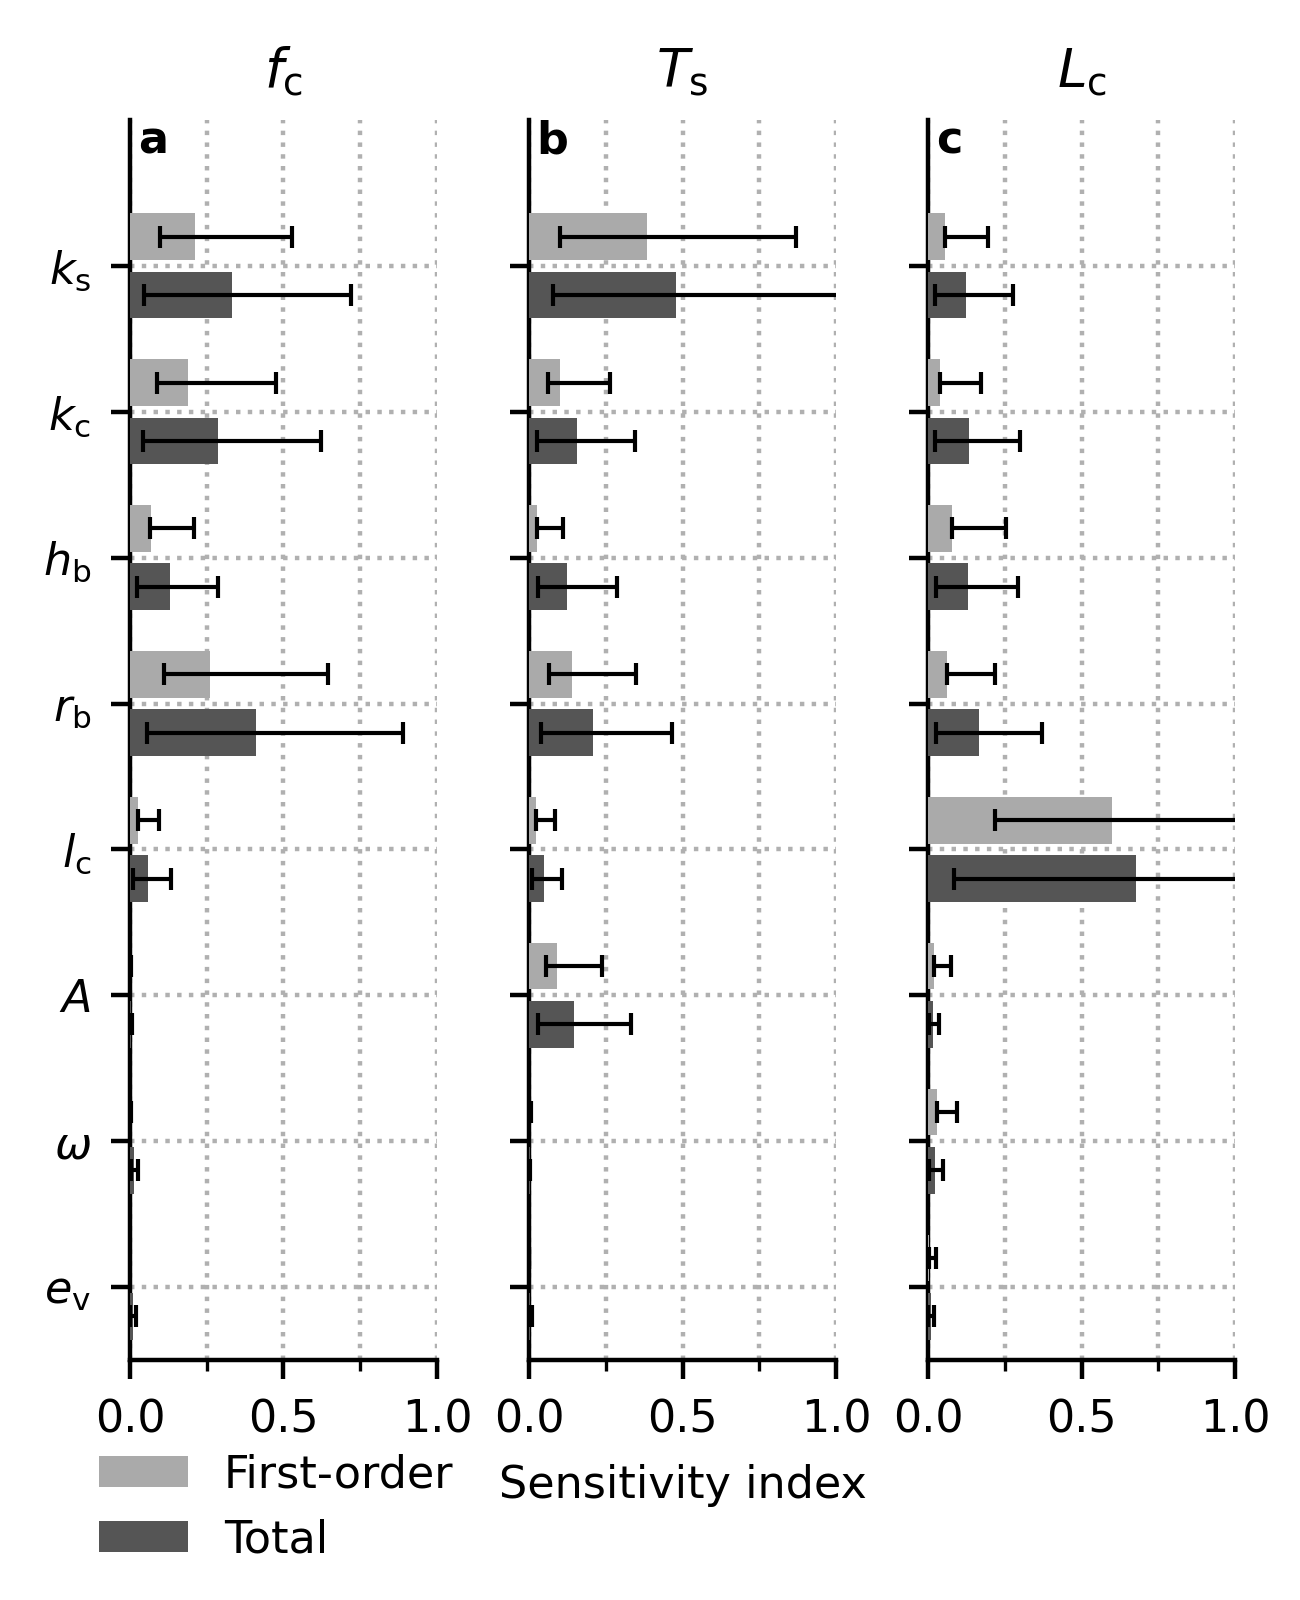 f_c T_s L_c
a b c
k_s
k_c
h_b
r_b
l_c
A
ω
e_v
0.0 0.5 1.0 0.0 0.5 1.0 0.0 0.5 1.0
First-order
Sensitivity index
Total